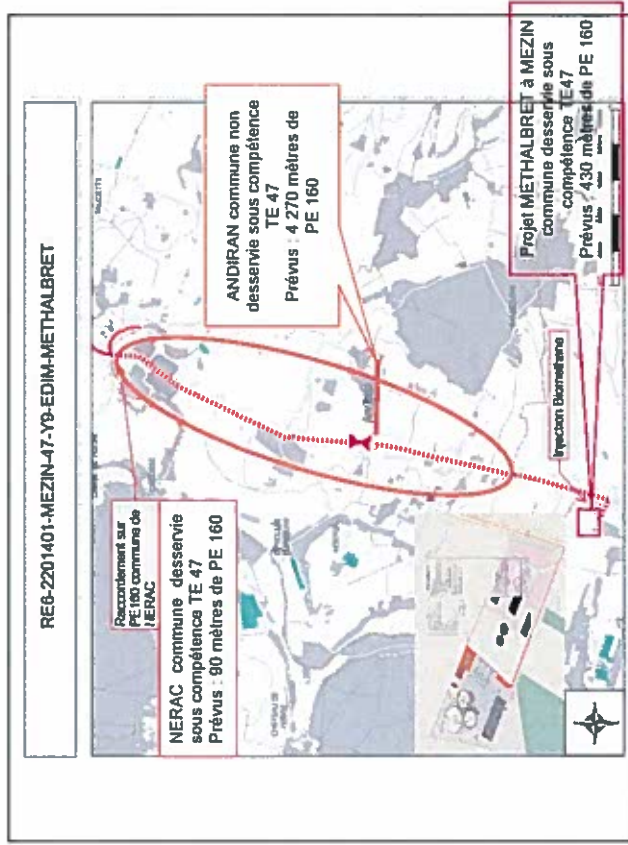 RE6-2201401-MEZIN-47-Y9-EDIM-METHALBRET
Raccordement sur
PE 160 commune de
NERAC
NERAC commune desservie
sous compétence TE 47
Prévus : 90 mètres de PE 160
ANDIRAN commune non
desservie sous compétence
TE 47
Prévus : 4 270 mètres de
PE 160
Injection Biomethane
Projet METHALBRET à MEZIN
commune desservie sous
compétence TE47
Prévus : 430 mètres de PE 160